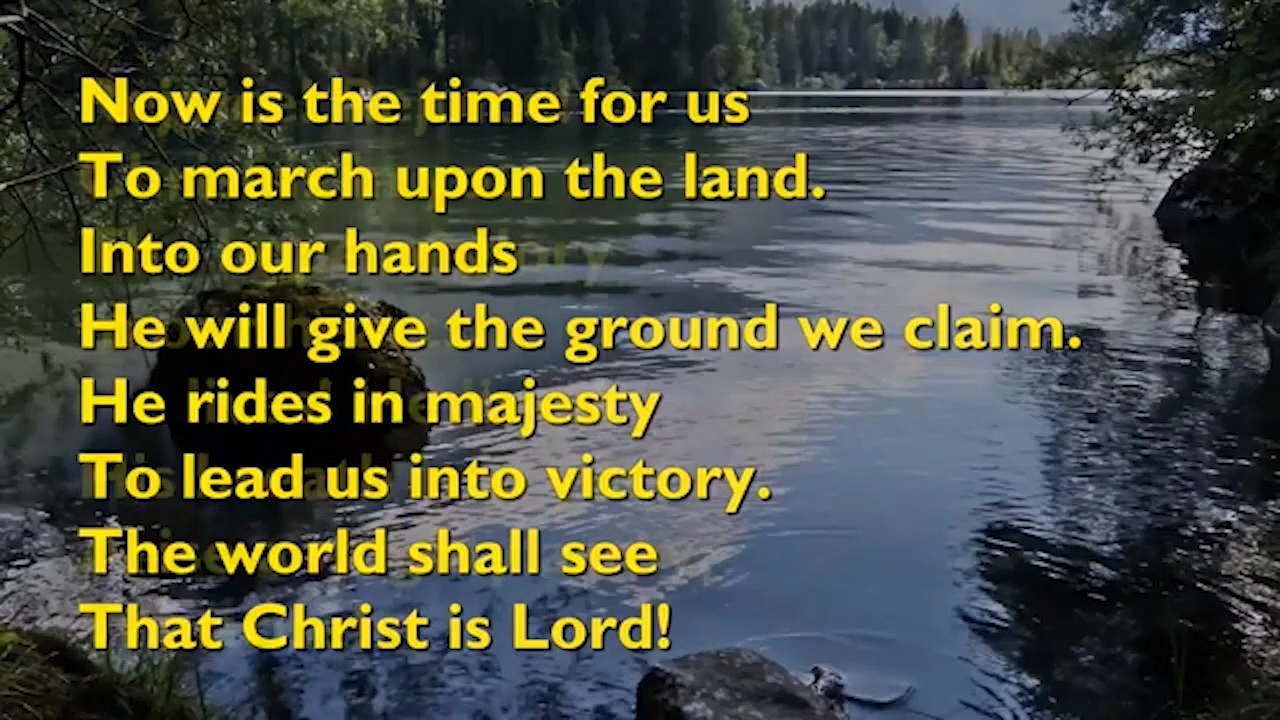 Now is the time for us
To march upon the land.
Into our hands
He will give the ground we claim.
He rides in majesty
To lead us into victory.
The world shall see
That Christ is Lord!